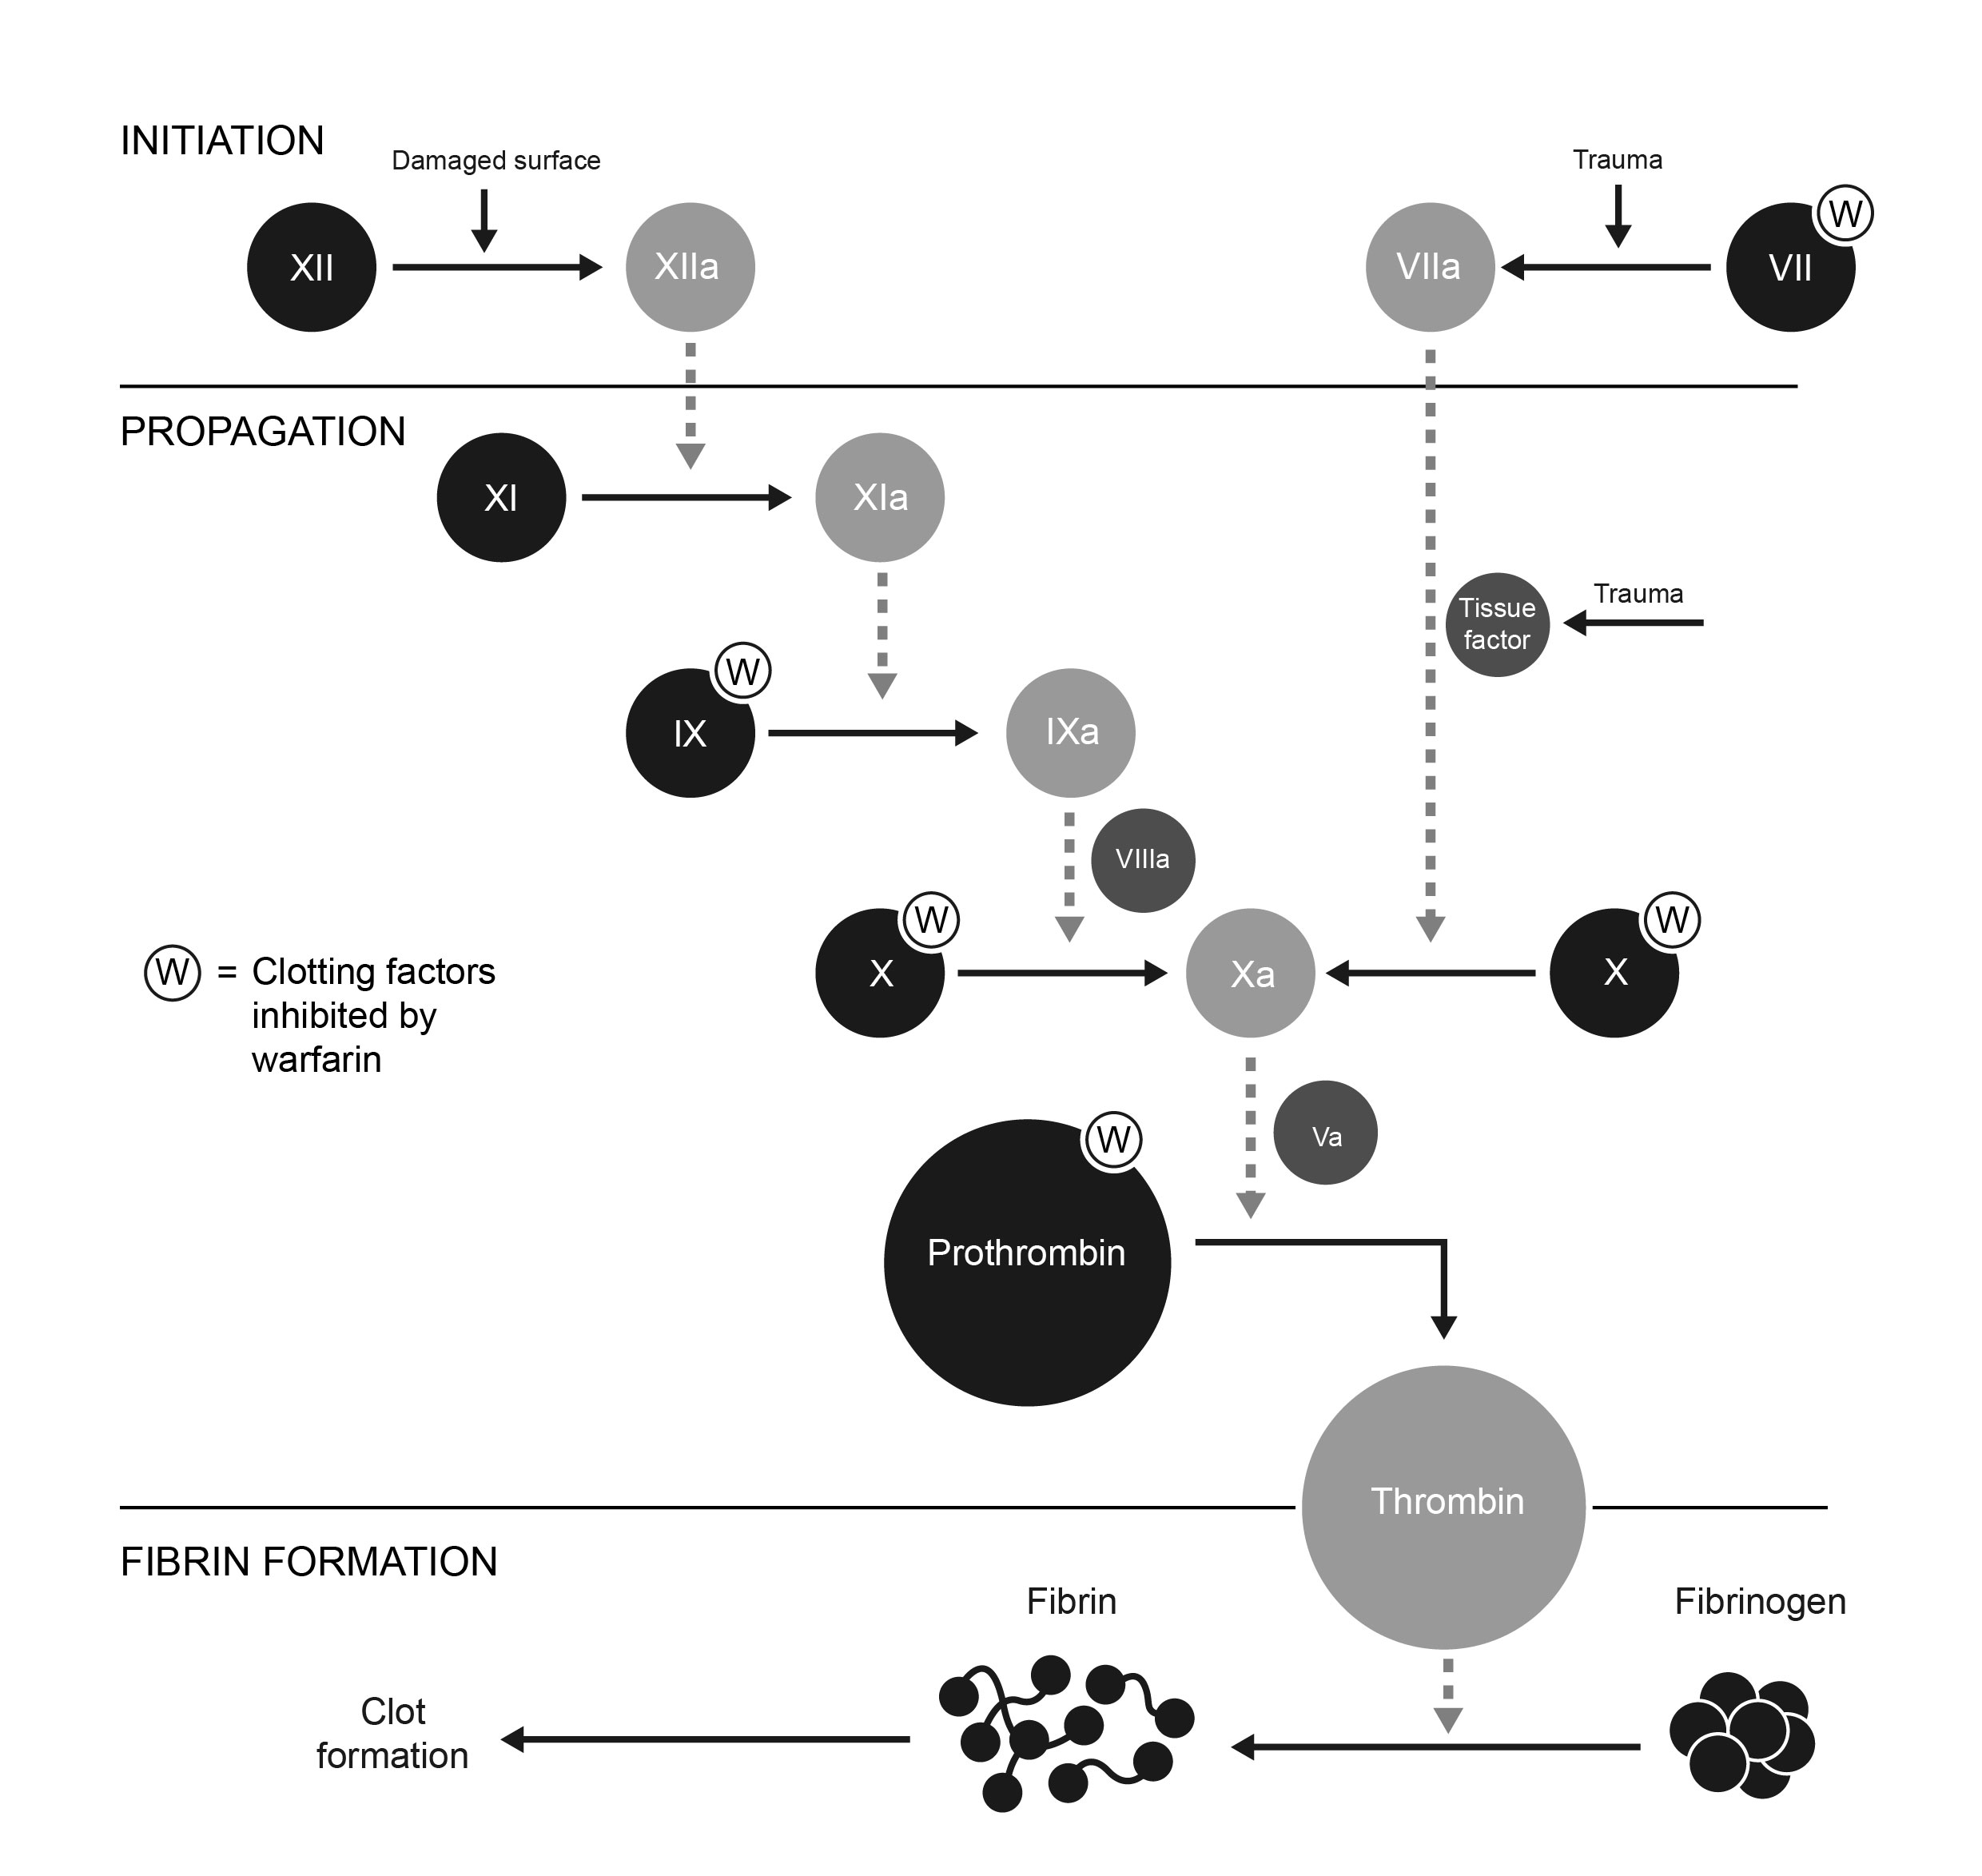 INITIATION
Damaged surface
Trauma
XII
XIIa
VIIa
VII
W
PROPAGATION
XI
XIa
Tissue
factor
Trauma
W
IX
IXa
VIIIa
W
X
Xa
W
X
W = Clotting factors
inhibited by
warfarin
Va
W
Prothrombin
Thrombin
FIBRIN FORMATION
Fibrin
Fibrinogen
Clot
formation